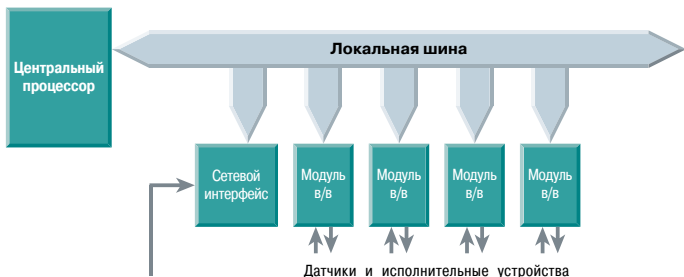 Локальная шина
Центральный
процессор
Сетевой
интерфейс
Модуль
в/в
Модуль
в/в
Модуль
в/в
Модуль
в/в
Датчики и исполнительные устройства